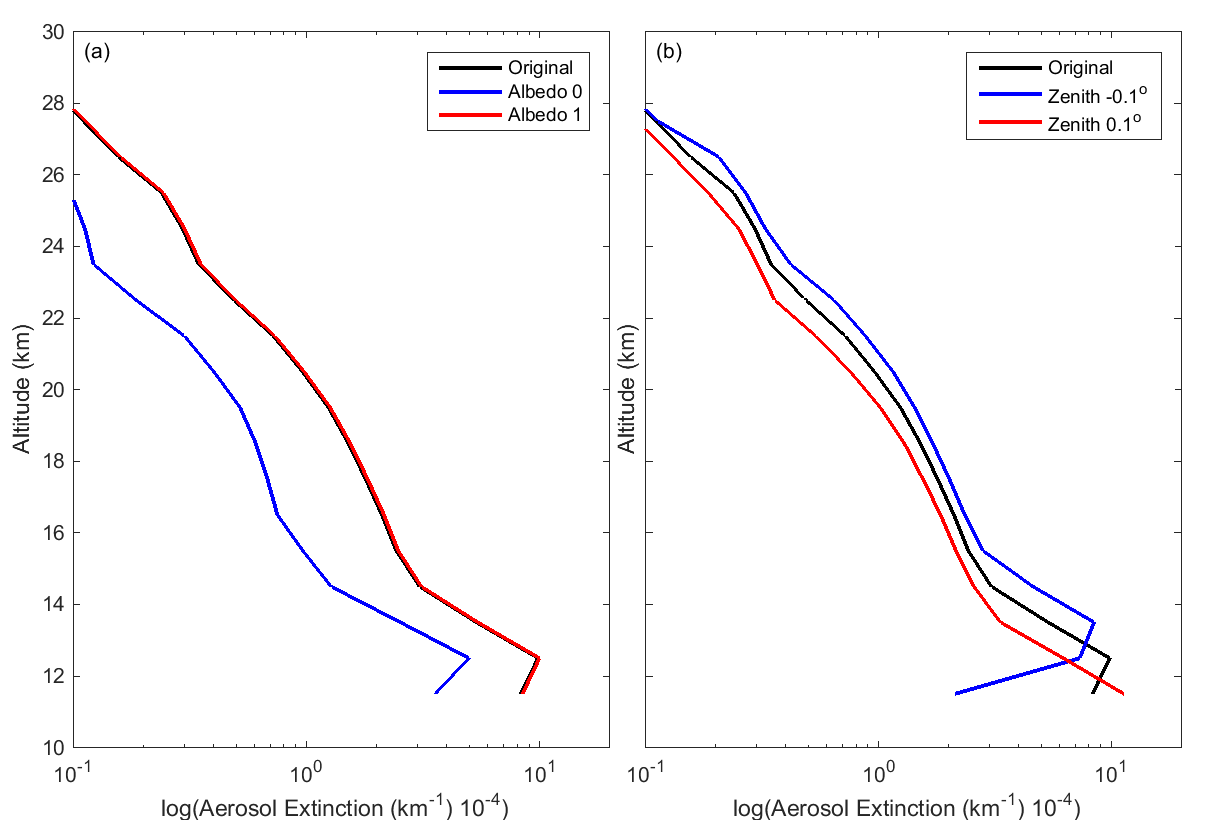 (a)
Original
Albedo 0
Albedo 1
30
28
26
24
22
20
18
16
14
12
10
Altitude (km)
10^-1
10^0
10^1
log(Aerosol Extinction (km^-1) 10^-4)
(b)
Original
Zenith -0.1^o
Zenith 0.1^o
Altitude (km)
10^-1
10^0
10^1
log(Aerosol Extinction (km^-1) 10^-4)